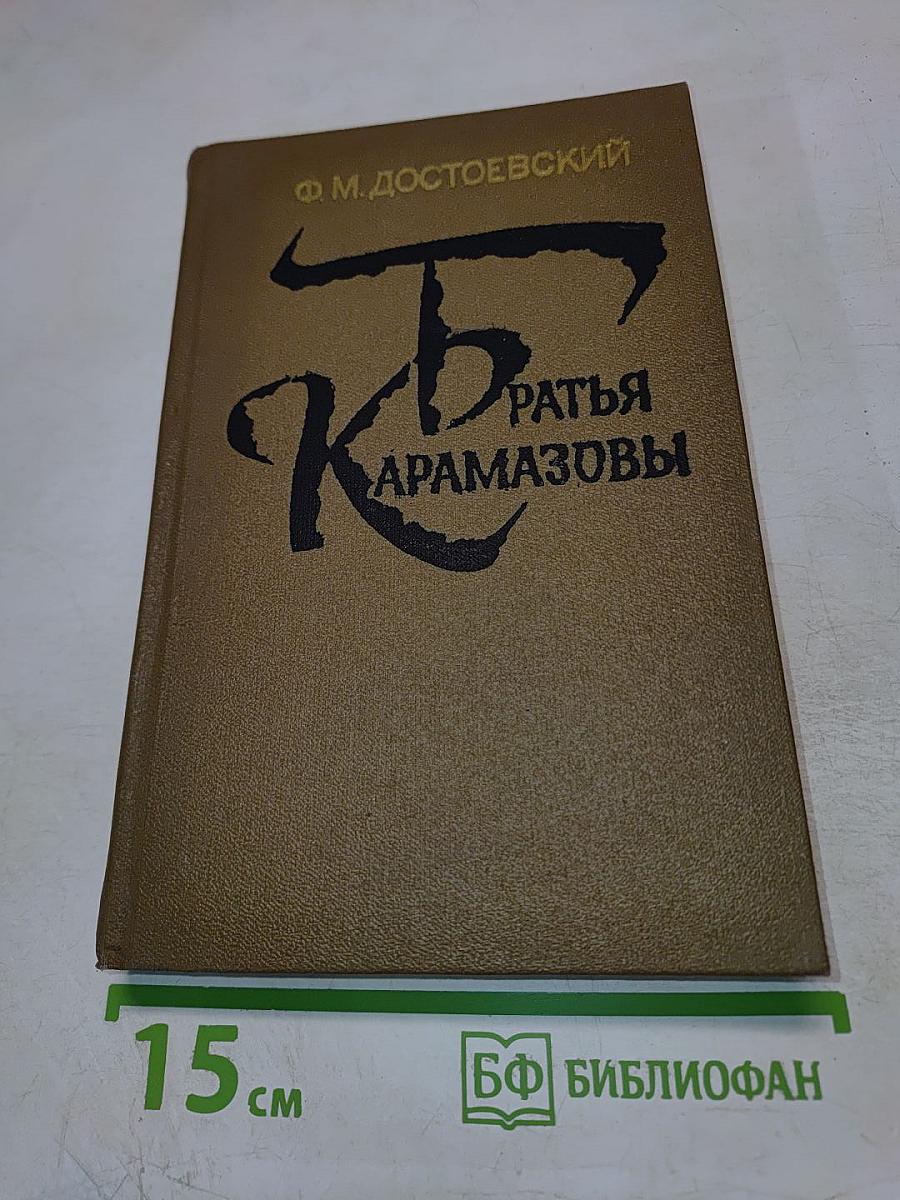 Ф. М. ДОСТОЕВСКИЙ
БРАТЬЯ
КАРАМАЗОВЫ
15 см
БФ БИБЛИОФАН